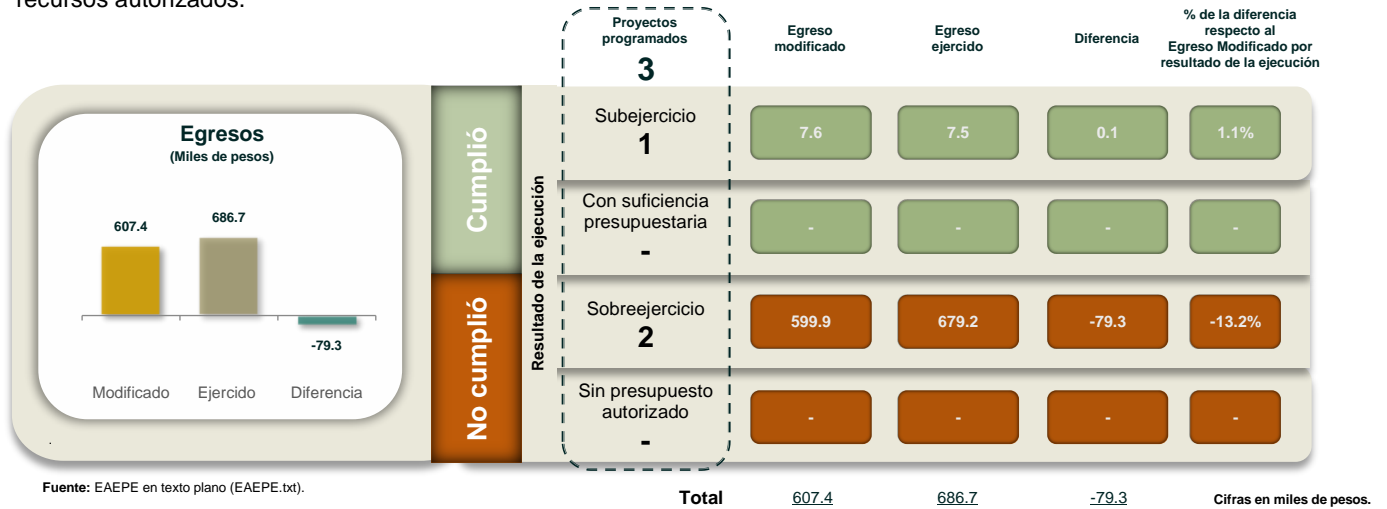 recursos autorizados.
Proyectos
programados
3
Egreso
modificado
Egreso
ejercido
Diferencia
% de la diferencia
respecto al
Egreso Modificado por
resultado de la ejecución
Egresos
(Miles de pesos)
607.4
686.7
-79.3
Modificado
Ejercido
Diferencia
.
Cumplió
No cumplió
Resultado de la ejecución
Subejercicio
1
7.6
7.5
0.1
1.1%
Con suficiencia
presupuestaria
-
-
-
-
-
Sobreejercicio
2
599.9
679.2
-79.3
-13.2%
Sin presupuesto
autorizado
-
-
-
-
-
Fuente: EAEPE en texto plano (EAEPE.txt).
Total
607.4
686.7
-79.3
Cifras en miles de pesos.